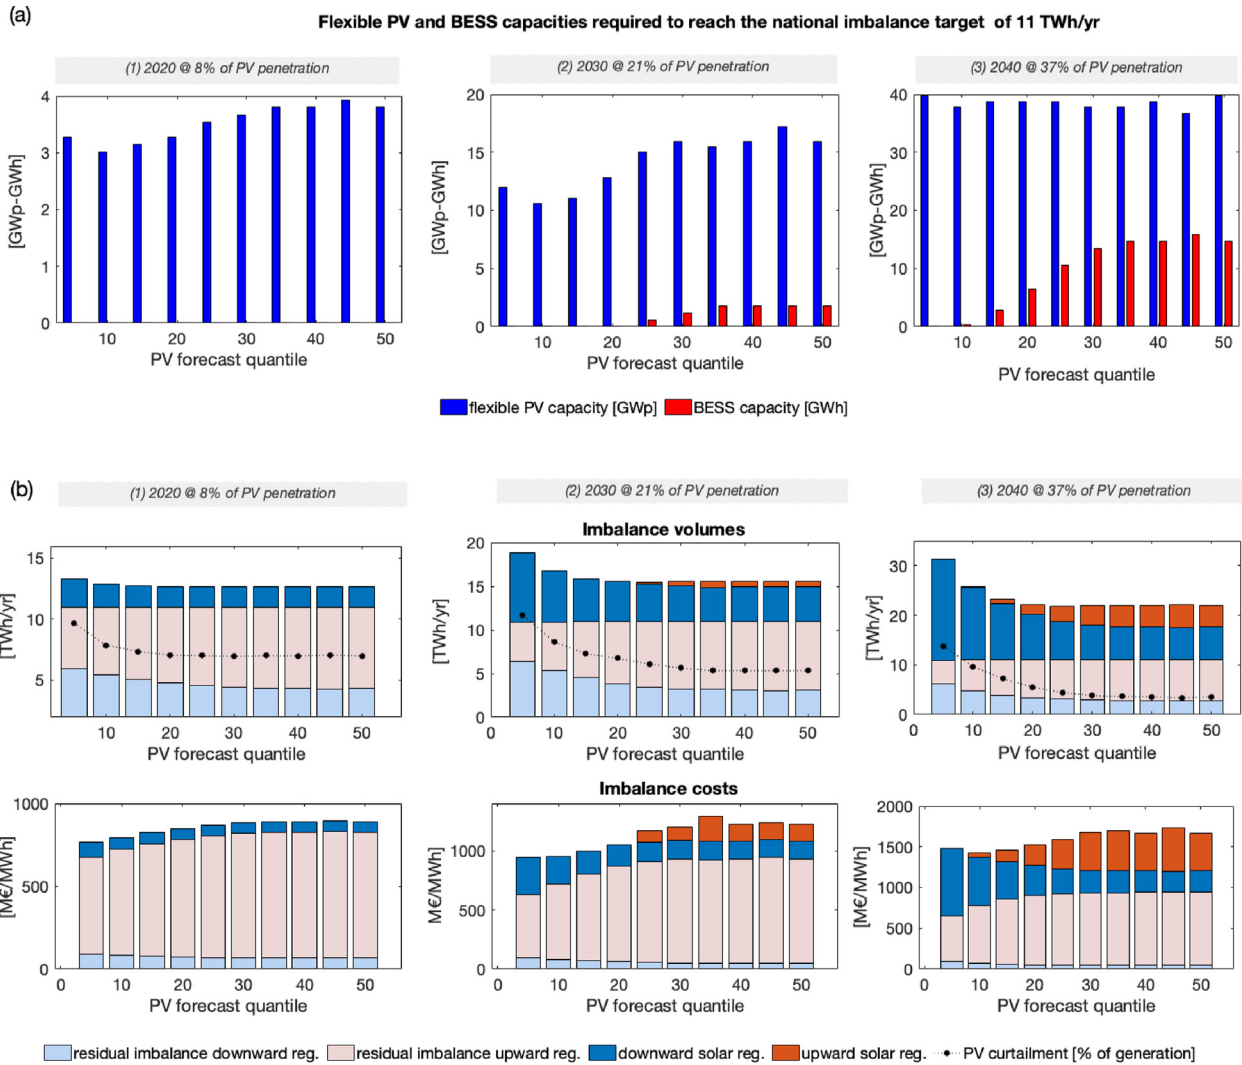 (a)
Flexible PV and BESS capacities required to reach the national imbalance target of 11 TWh/yr
(1) 2020 @ 8% of PV penetration
(2) 2030 @ 21% of PV penetration
(3) 2040 @ 37% of PV penetration
4
3
2
1
0
[GWp-GWh]
10 20 30 40 50
PV forecast quantile
20
15
10
5
0
[GWp-GWh]
10 20 30 40 50
PV forecast quantile
40
30
20
10
0
[GWp-GWh]
10 20 30 40 50
PV forecast quantile
flexible PV capacity [GWp] BESS capacity [GWh]
(b)
(1) 2020 @ 8% of PV penetration
(2) 2030 @ 21% of PV penetration
(3) 2040 @ 37% of PV penetration
Imbalance volumes
15
10
5
[TWh/yr]
10 20 30 40 50
PV forecast quantile
20
15
10
5
0
[TWh/yr]
0 10 20 30 40 50
PV forecast quantile
30
20
10
0
[TWh/yr]
0 10 20 30 40 50
PV forecast quantile
Imbalance costs
1000
500
0
[M€/MWh]
0 10 20 30 40 50
PV forecast quantile
1000
500
0
M€/MWh]
0 10 20 30 40 50
PV forecast quantile
2000
1500
1000
500
0
[M€/MWh]
0 10 20 30 40 50
PV forecast quantile
residual imbalance downward reg. residual imbalance upward reg. downward solar reg. upward solar reg. PV curtailment [% of generation]